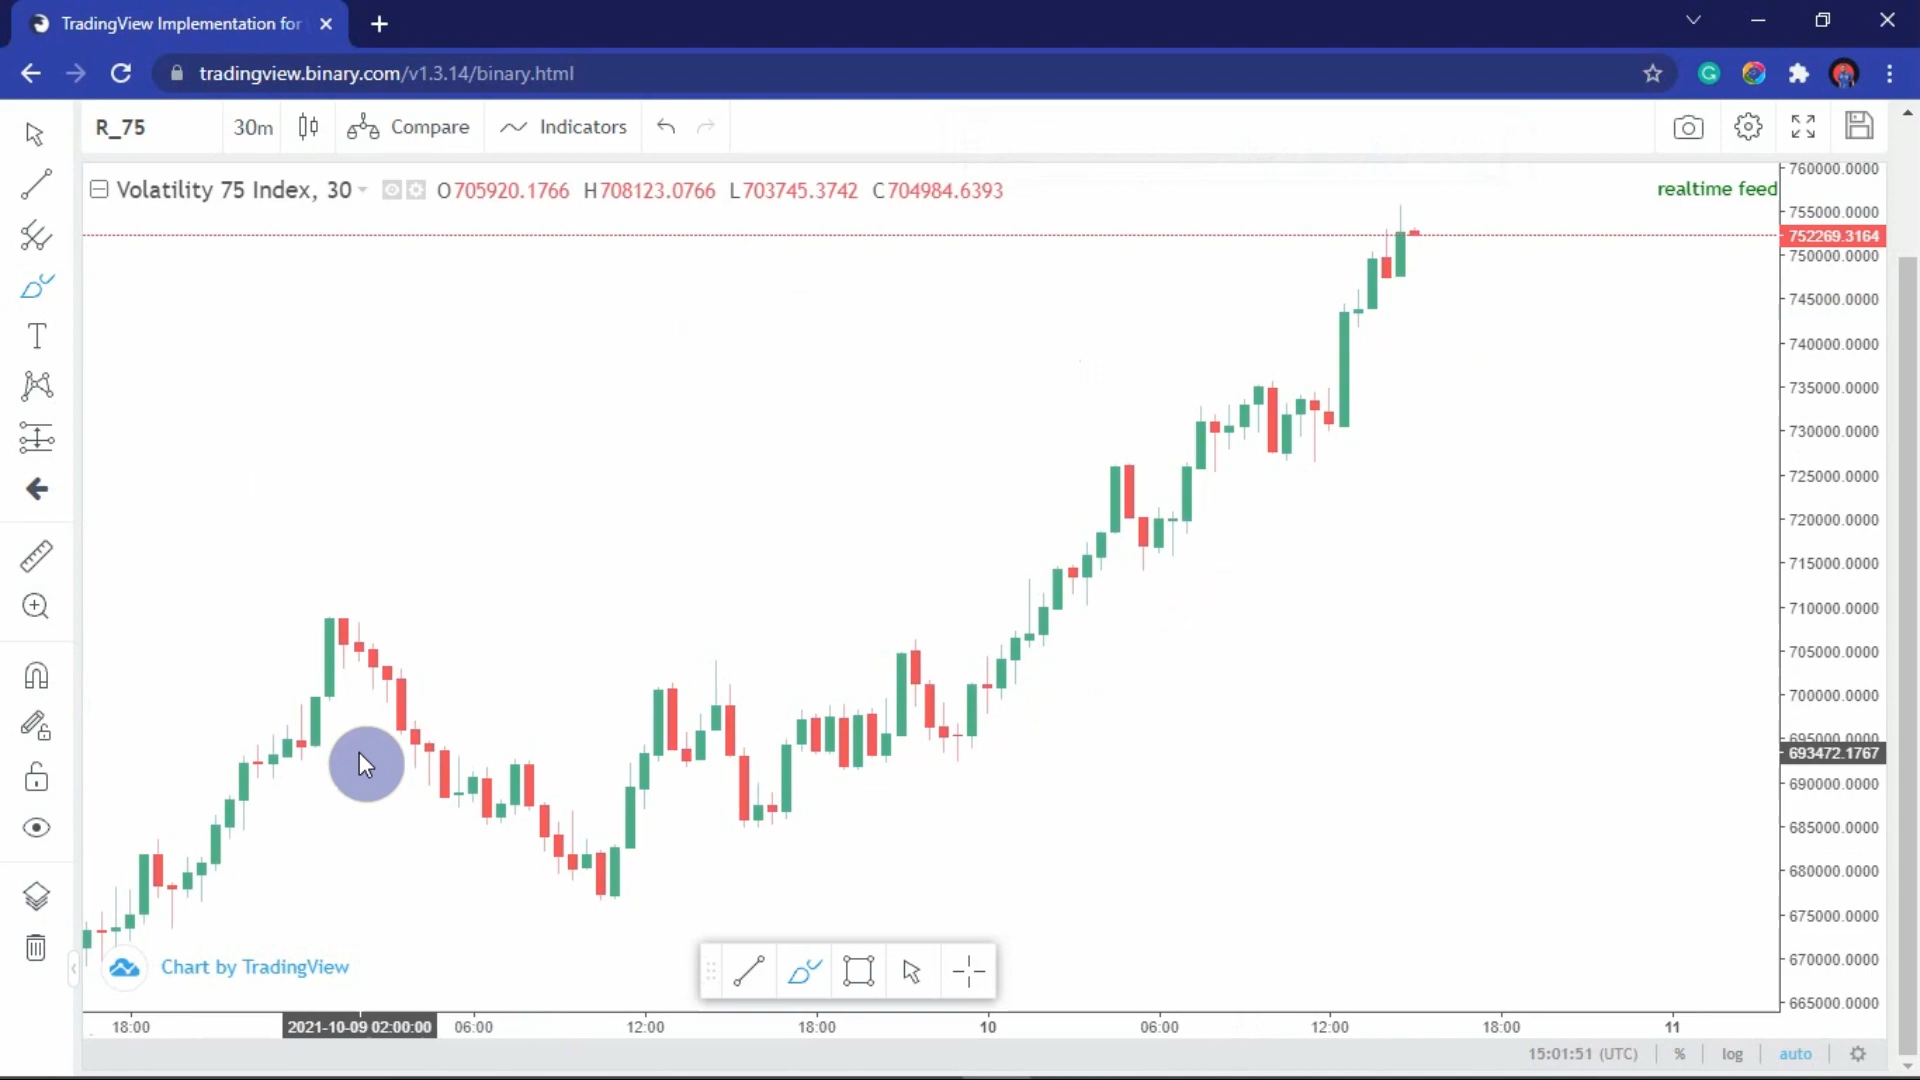 TradingView Implementation for
tradingview.binary.com/v1.3.14/binary.html
R_75
30m
Compare
Indicators
Volatility 75 Index, 30
O705920.1766 H708123.0766 L703745.3742 C704984.6393
realtime feed
760000.0000
755000.0000
752269.3164
750000.0000
745000.0000
740000.0000
735000.0000
730000.0000
725000.0000
720000.0000
715000.0000
710000.0000
705000.0000
700000.0000
695000.0000
693472.1767
690000.0000
685000.0000
680000.0000
675000.0000
670000.0000
665000.0000
Chart by TradingView
18:00
2021-10-09 02:00:00
06:00
12:00
18:00
10
06:00
12:00
18:00
11
15:01:51 (UTC)
%
log
auto